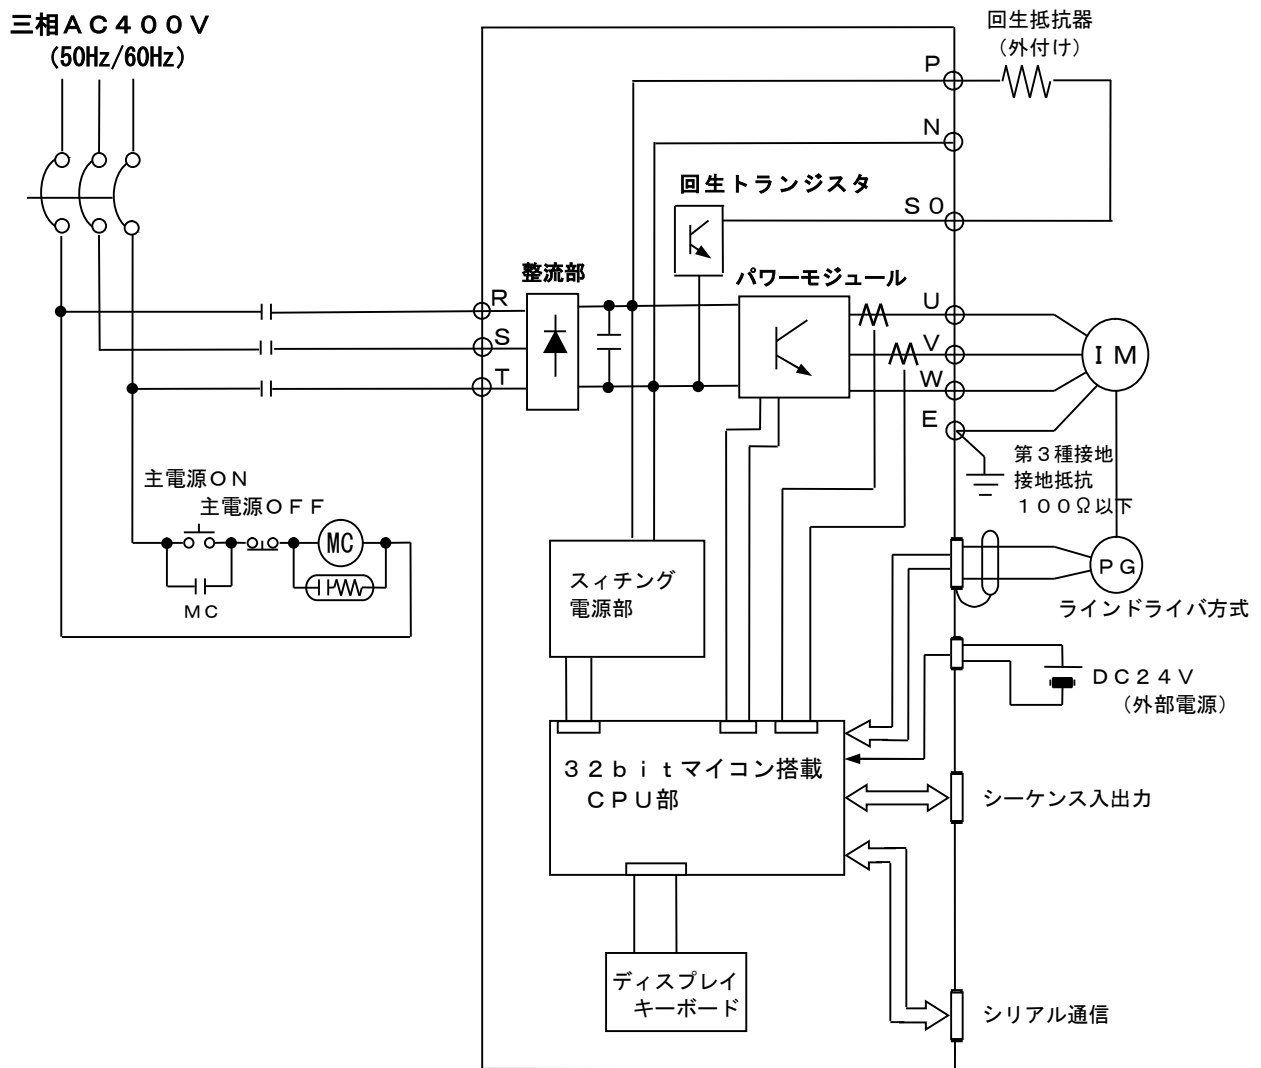 三相ＡＣ４００Ｖ
(50Hz/60Hz)
回生抵抗器
（外付け）
Ｐ
Ｎ
回生トランジスタ
Ｓ０
整流部
パワーモジュール
Ｒ
Ｓ
Ｔ
Ｕ
Ｖ
Ｗ
Ｅ
ＩＭ
第３種接地
接地抵抗
１００Ω以下
主電源ＯＮ
主電源ＯＦＦ
MC
ＭＣ
スィチング
電源部
ＰＧ
ラインドライバ方式
ＤＣ２４Ｖ
（外部電源）
３２ｂｉｔマイコン搭載
ＣＰＵ部
シーケンス入出力
ディスプレイ
キーボード
シリアル通信